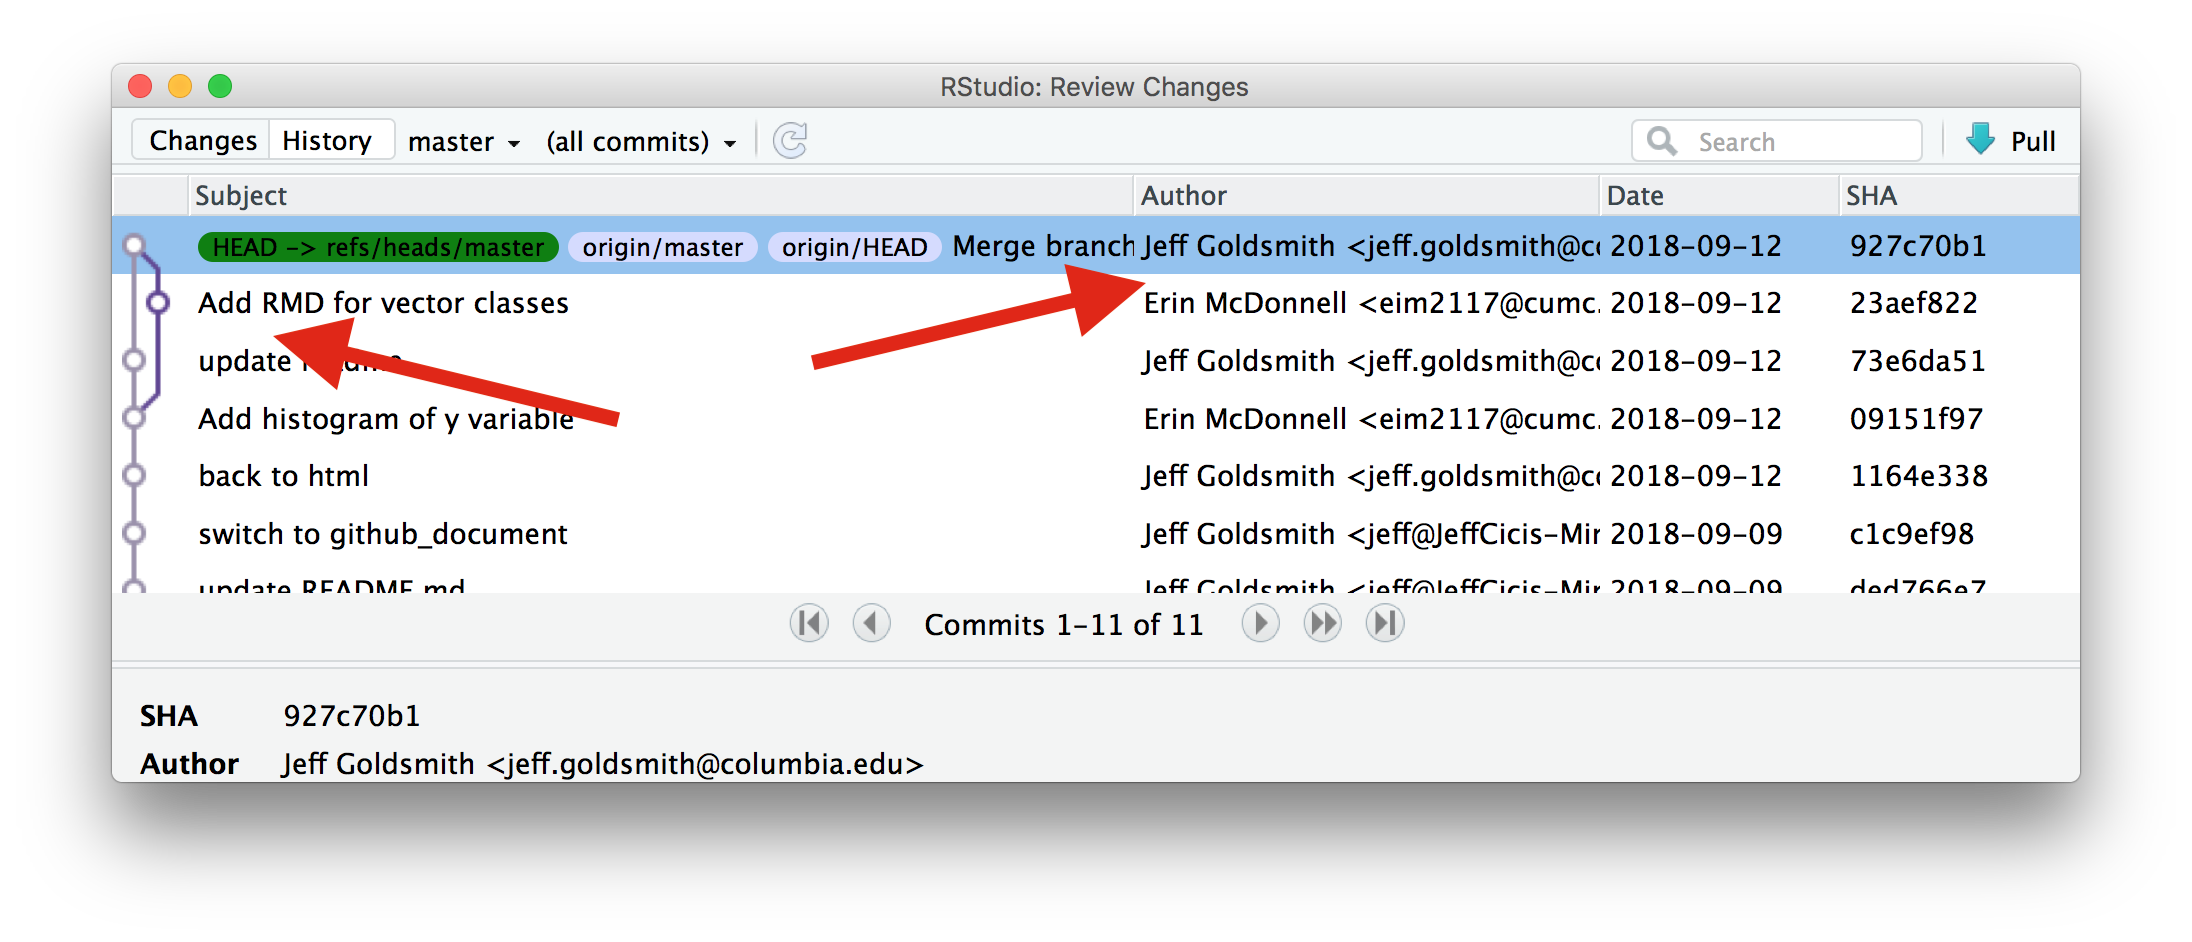 RStudio: Review Changes
Changes History master (all commits) Search Pull
Subject Author Date SHA
HEAD -> refs/heads/master origin/master origin/HEAD Merge branch Jeff Goldsmith <jeff.goldsmith@co 2018-09-12 927c70b1
Add RMD for vector classes Erin McDonnell <eim2117@cumc. 2018-09-12 23aef822
update Jeff Goldsmith <jeff.goldsmith@co 2018-09-12 73e6da51
Add histogram of y variable Erin McDonnell <eim2117@cumc. 2018-09-12 09151f97
back to html Jeff Goldsmith <jeff.goldsmith@co 2018-09-12 1164e338
switch to github_document Jeff Goldsmith <jeff@JeffCicis-Mir 2018-09-09 c1c9ef98
update README.md Jeff Goldsmith <jeff@JeffCicis-Mir 2018-09-09 ded766e7
Commits 1-11 of 11
SHA 927c70b1
Author Jeff Goldsmith <jeff.goldsmith@columbia.edu>